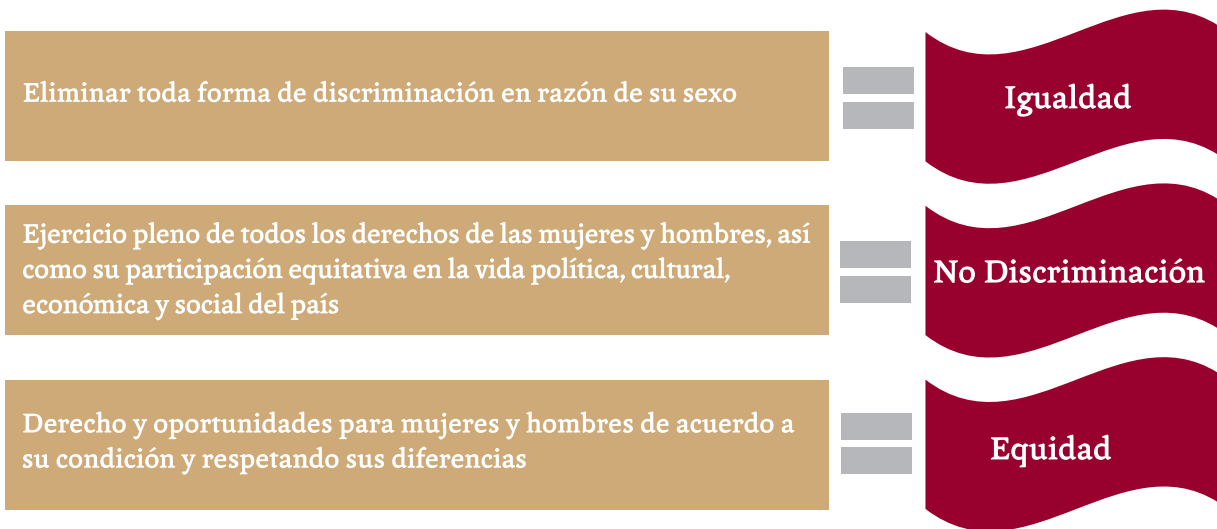 Eliminar toda forma de discriminación en razón de su sexo
Igualdad
Ejercicio pleno de todos los derechos de las mujeres y hombres, así
como su participación equitativa en la vida política, cultural,
económica y social del país
No Discriminación
Derecho y oportunidades para mujeres y hombres de acuerdo a
su condición y respetando sus diferencias
Equidad